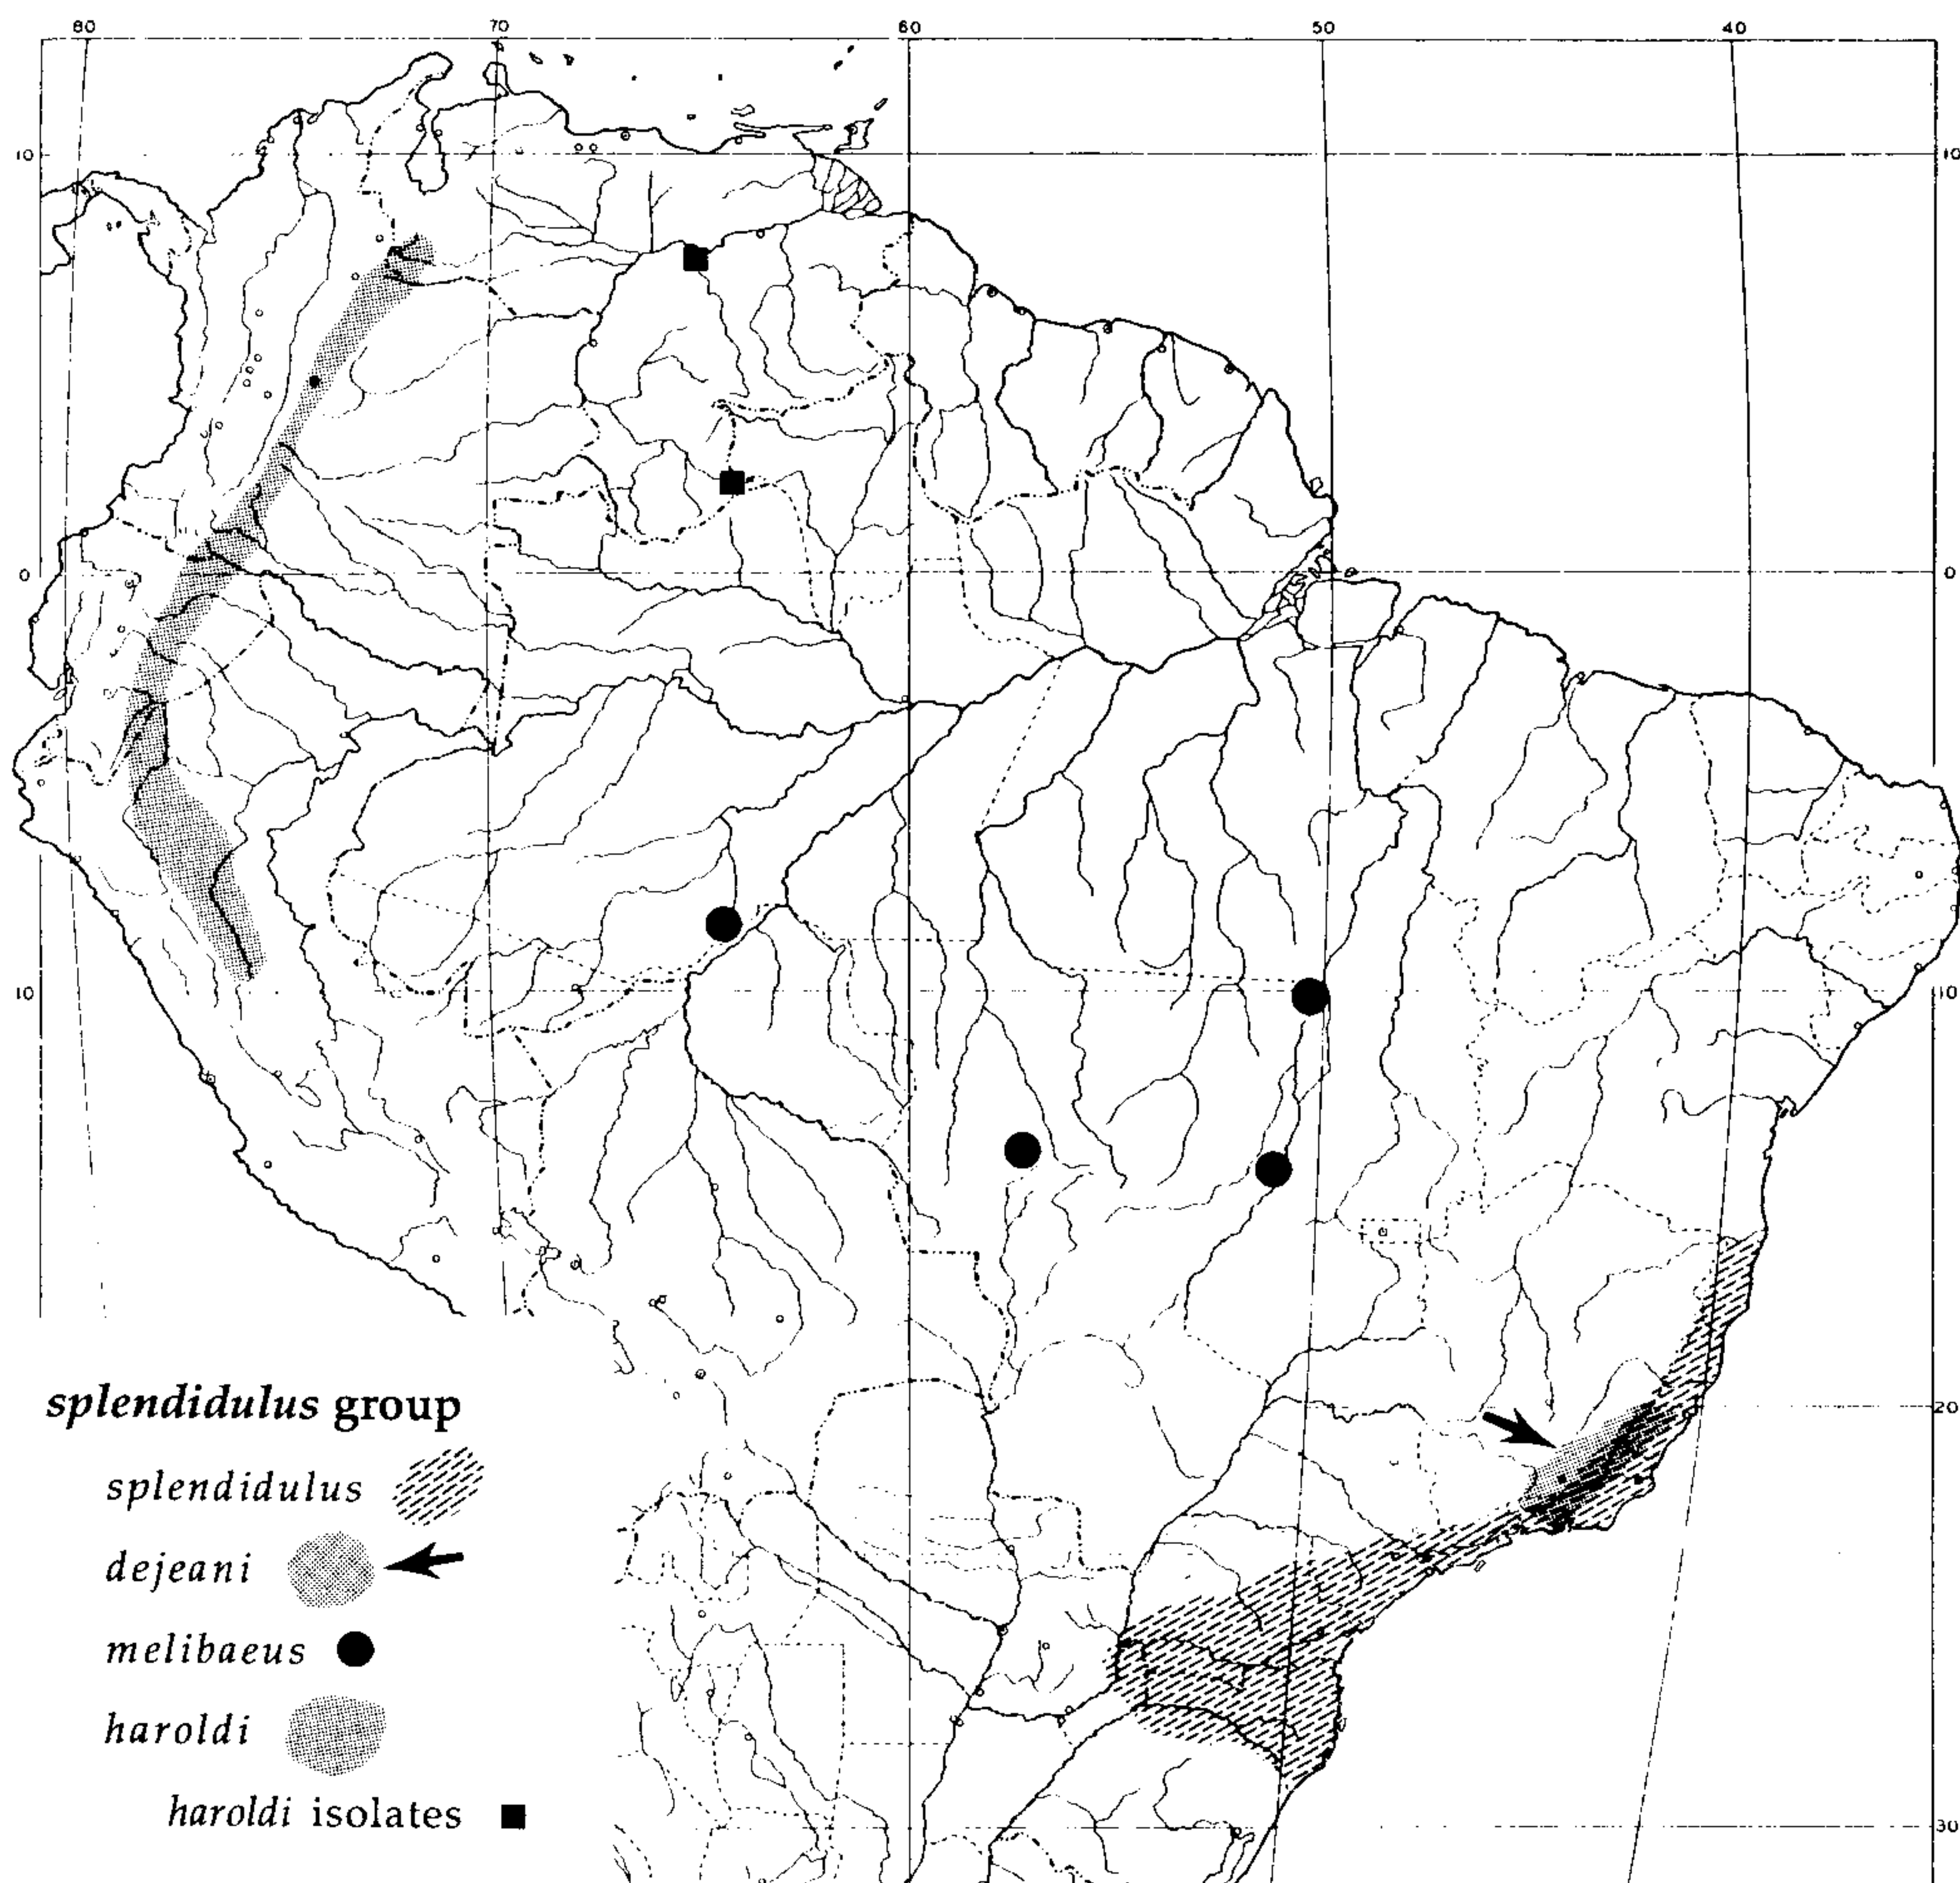 80 70 60 50 40
10 10
0 0
10 10
20
30
splendidulus group
splendidulus
dejeani
melibaeus
haroldi
haroldi isolates